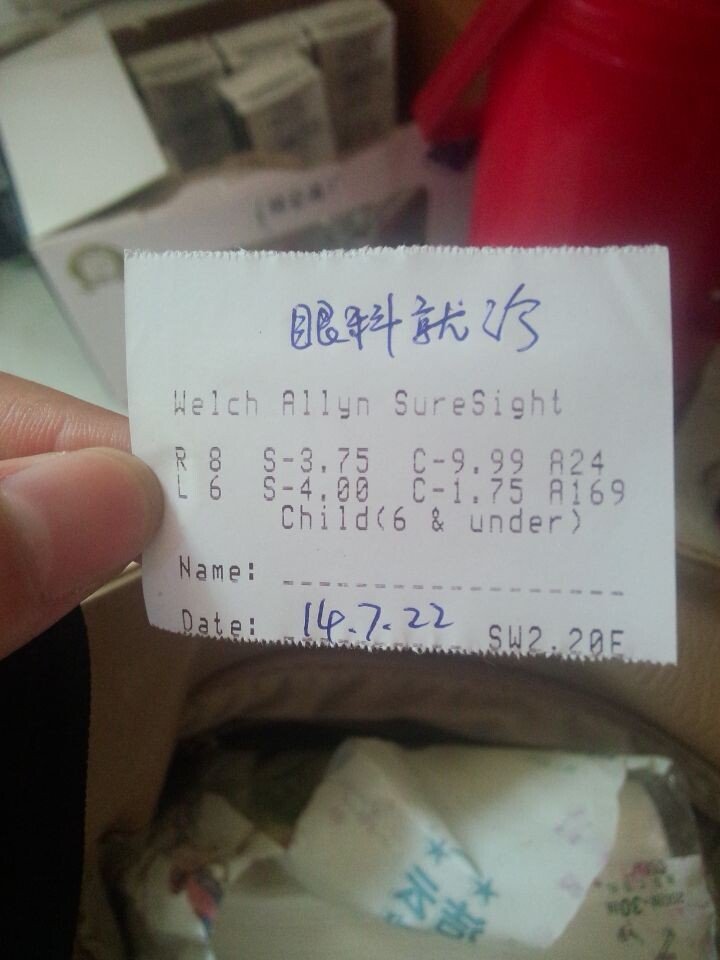 眼科就诊
Welch Allyn SureSight
R 8 S-3.75 C-9.99 A24
L 6 S-4.00 C-1.75 A169
Child(6 & under)
Name:
Date: 14.7.22 SW2.20E